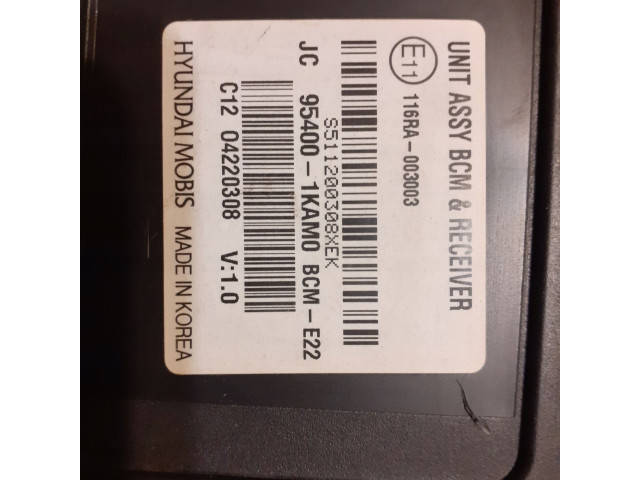 UNIT ASSY BCM & RECEIVER
E11 116RA-003003
S511200308XEK
JC 95400-1KAM0 BCM-E22
C12 04220308 V:1.0
HYUNDAI MOBIS MADE IN KOREA